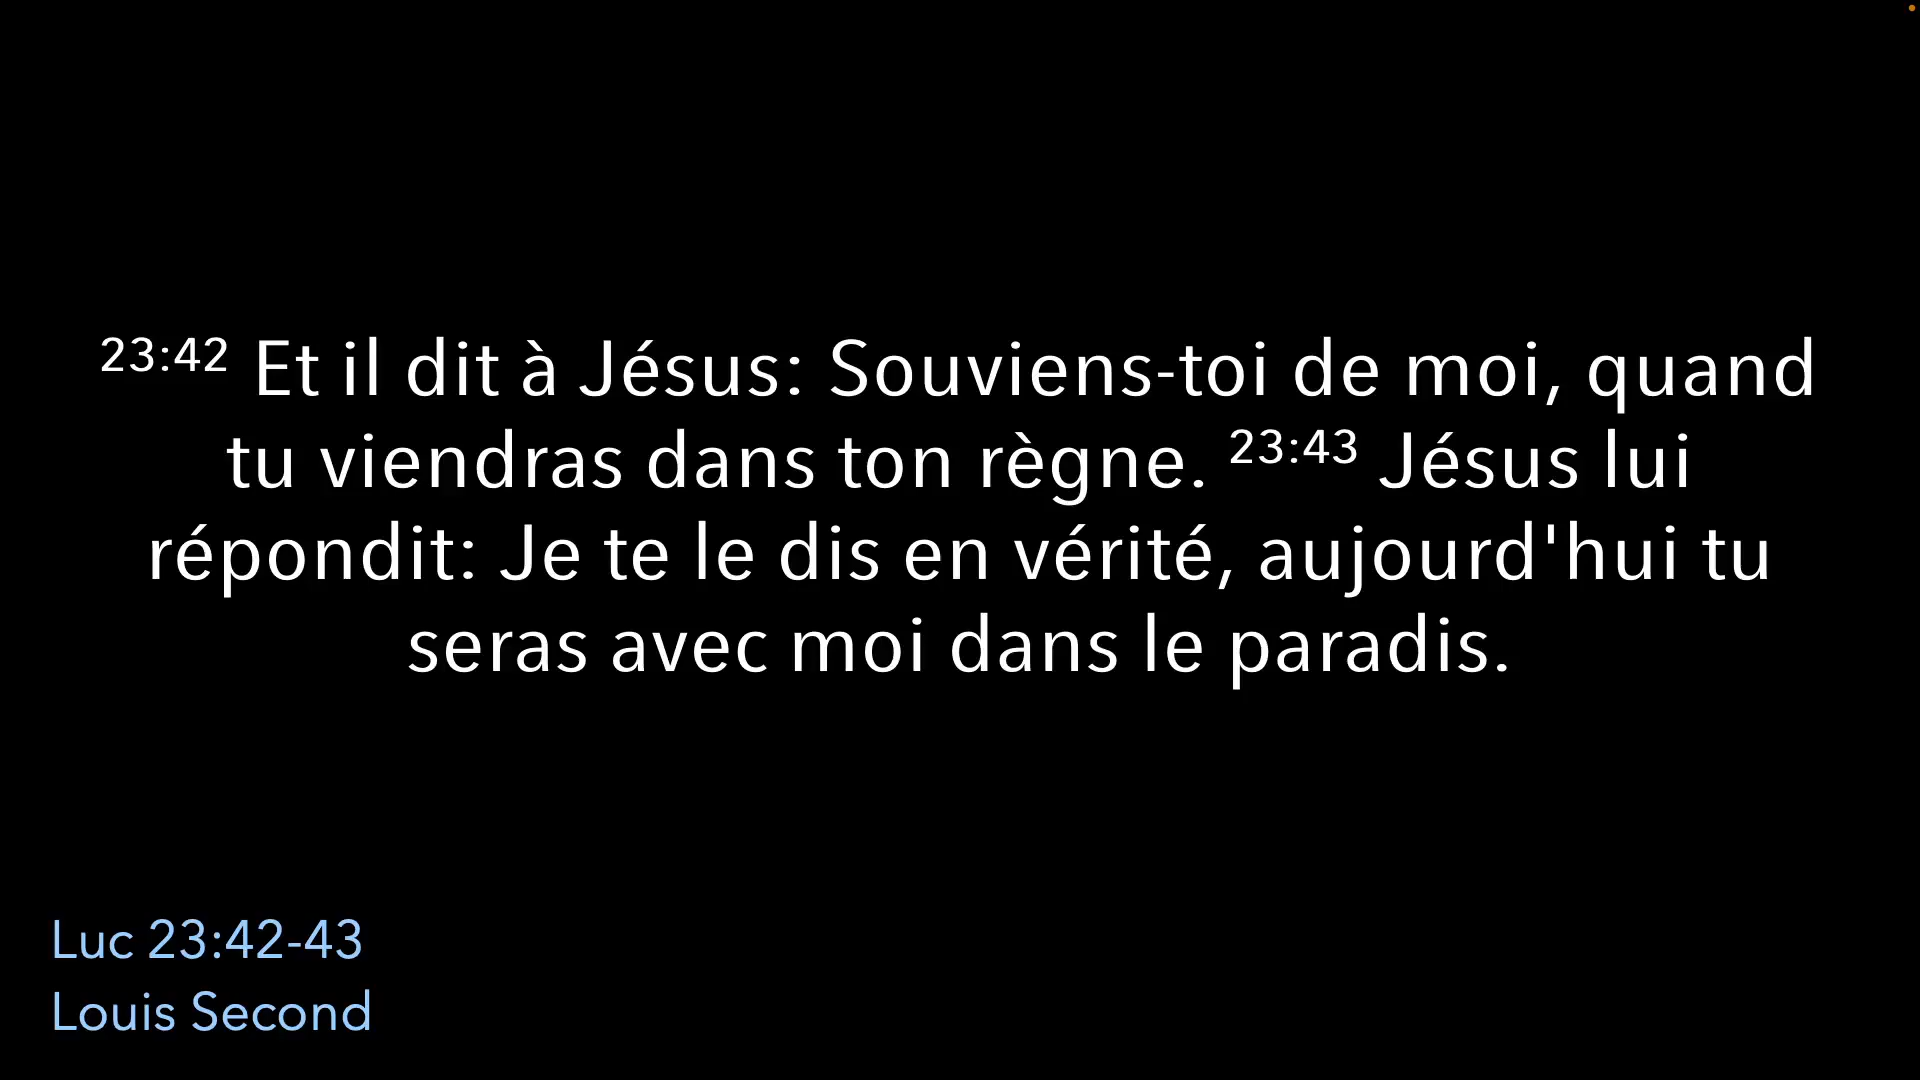 23:42 Et il dit à Jésus: Souviens-toi de moi, quand
tu viendras dans ton règne. 23:43 Jésus lui
répondit: Je te le dis en vérité, aujourd'hui tu
seras avec moi dans le paradis.
Luc 23:42-43
Louis Second